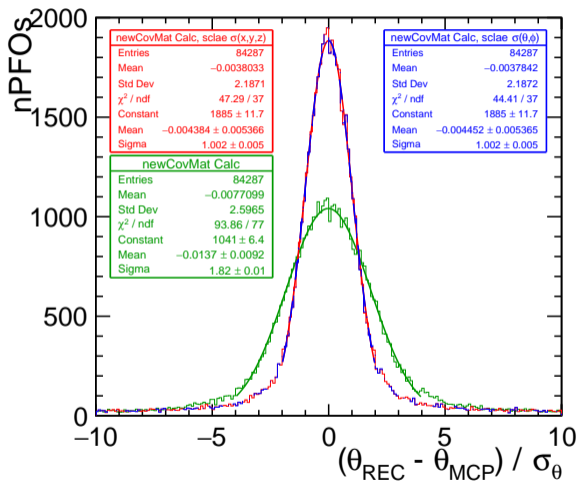 nPFOs
2000
1500
1000
500
0
newCovMat Calc, sclae σ(x,y,z)
Entries 84287
Mean −0.0038033
Std Dev 2.1871
χ² / ndf 47.29 / 37
Constant 1885 ± 11.7
Mean −0.004384 ± 0.005366
Sigma 1.002 ± 0.005
newCovMat Calc
Entries 84287
Mean −0.0077099
Std Dev 2.5965
χ² / ndf 93.86 / 77
Constant 1041 ± 6.4
Mean −0.0137 ± 0.0092
Sigma 1.82 ± 0.01
newCovMat Calc, sclae σ(θ,ϕ)
Entries 84287
Mean −0.0037842
Std Dev 2.1872
χ² / ndf 44.41 / 37
Constant 1885 ± 11.7
Mean −0.004452 ± 0.005365
Sigma 1.002 ± 0.005
−10 −5 0 5 10
(θ_REC - θ_MCP) / σ_θ